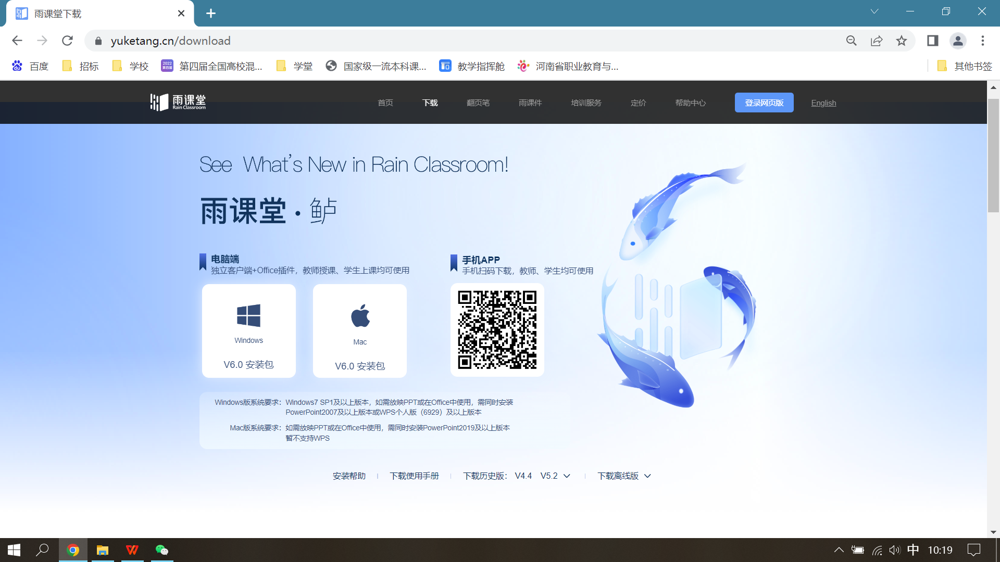 雨课堂下载
yuketang.cn/download
百度 招标 学校 第四届全国高校混... 学堂 国家级一流本科课... 教学指挥舱 河南省职业教育与... 其他书签
雨课堂
Rain Classroom
首页 下载 翻页笔 雨课件 培训服务 定价 帮助中心 登录网页版 English
See What's New in Rain Classroom!
雨课堂·鲈
电脑端
独立客户端+Office插件，教师授课、学生上课均可使用
手机APP
手机扫码下载，教师、学生均可使用
Windows
V6.0 安装包
Mac
V6.0 安装包
Windows版系统要求：Windows7 SP1及以上版本，如需放映PPT或在Office中使用，需同时安装
PowerPoint2007及以上版本或WPS个人版（6929）及以上版本
Mac版系统要求：如需放映PPT或在Office中使用，需同时安装PowerPoint2019及以上版本
暂不支持WPS
安装帮助 下载使用手册 下载历史版： V4.4 V5.2 下载离线版
中 10:19